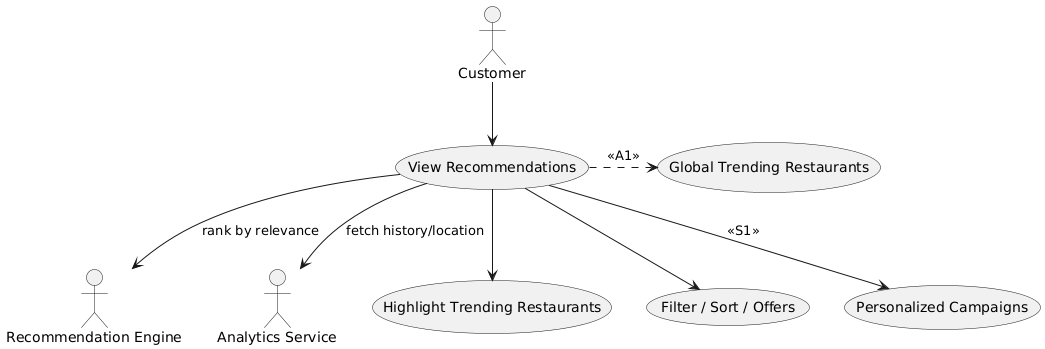 Customer
View Recommendations
«A1»
Global Trending Restaurants
rank by relevance
fetch history/location
«S1»
Recommendation Engine
Analytics Service
Highlight Trending Restaurants
Filter / Sort / Offers
Personalized Campaigns